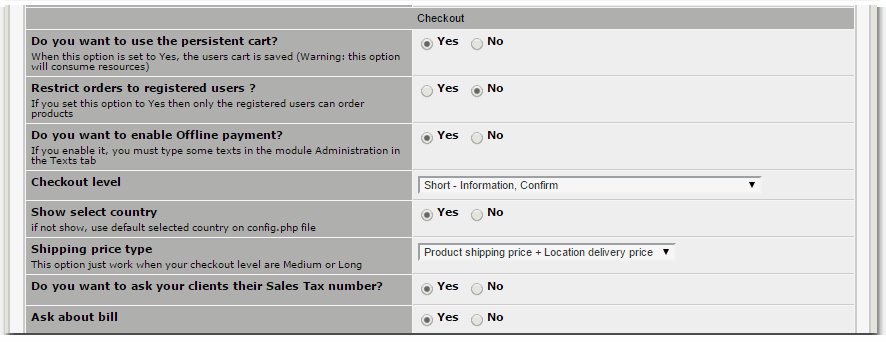 Checkout
Do you want to use the persistent cart?
Yes No
When this option is set to Yes, the users cart is saved (Warning: this option
will consume resources)
Restrict orders to registered users ?
Yes No
If you set this option to Yes then only the registered users can order
products
Do you want to enable Offline payment?
Yes No
If you enable it, you must type some texts in the module Administration in
the Texts tab
Checkout level
Short - Information, Confirm
Show select country
Yes No
if not show, use default selected country on config.php file
Shipping price type
Product shipping price + Location delivery price
This option just work when your checkout level are Medium or Long
Do you want to ask your clients their Sales Tax number?
Yes No
Ask about bill
Yes No